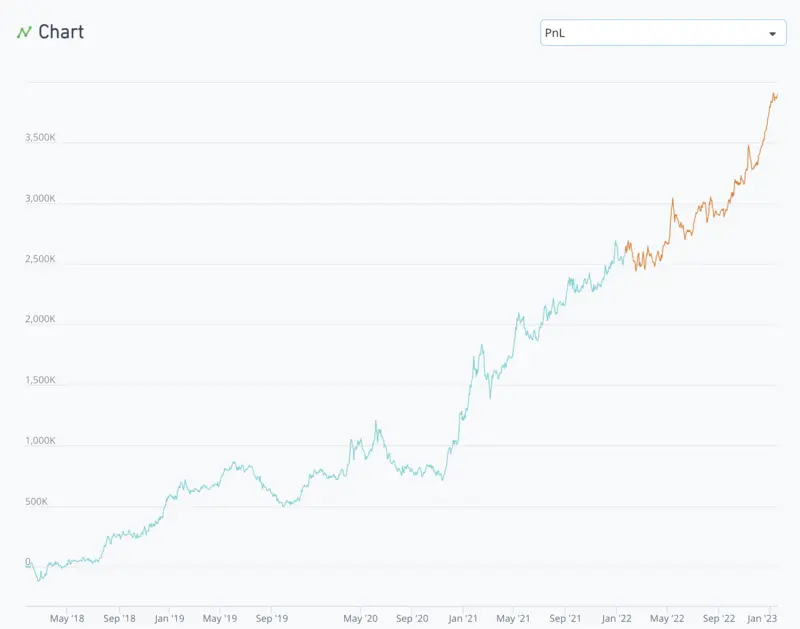 Chart
PnL
3,500K
3,000K
2,500K
2,000K
1,500K
1,000K
500K
0
May '18 Sep '18 Jan '19 May '19 Sep '19 May '20 Sep '20 Jan '21 May '21 Sep '21 Jan '22 May '22 Sep '22 Jan '23